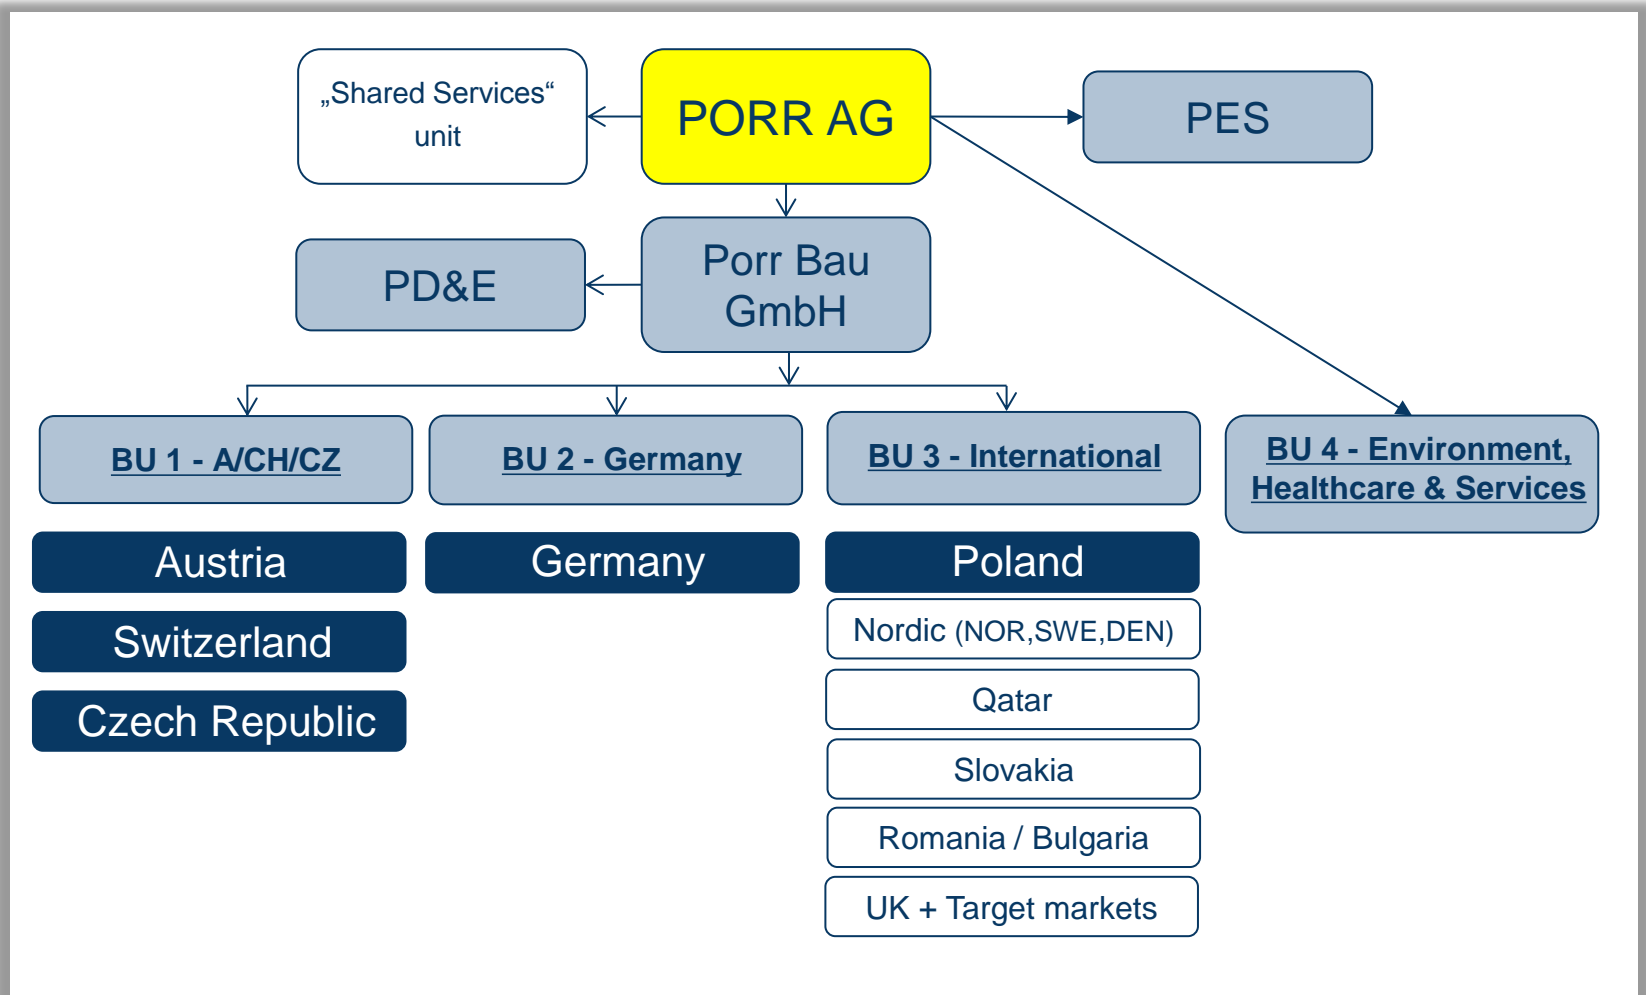 „Shared Services“
unit
PORR AG
PES
PD&E
Porr Bau
GmbH
BU 1 - A/CH/CZ
BU 2 - Germany
BU 3 - International
BU 4 - Environment,
Healthcare & Services
Austria
Germany
Poland
Switzerland
Nordic (NOR,SWE,DEN)
Czech Republic
Qatar
Slovakia
Romania / Bulgaria
UK + Target markets